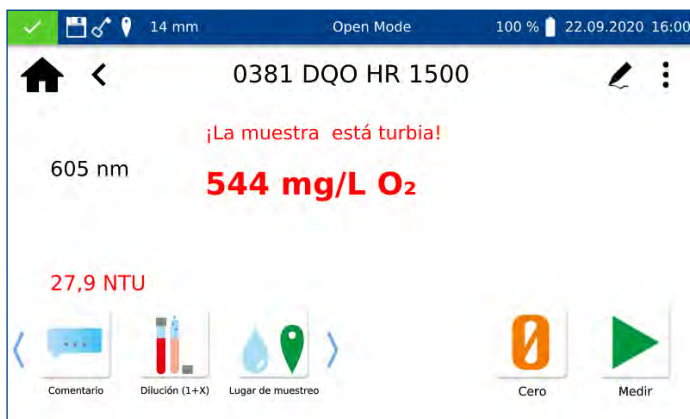 14 mm Open Mode 100 % 22.09.2020 16:00
0381 DQO HR 1500
¡La muestra está turbia!
605 nm
544 mg/L O₂
27,9 NTU
Comentario Dilución (1+X) Lugar de muestreo Cero Medir